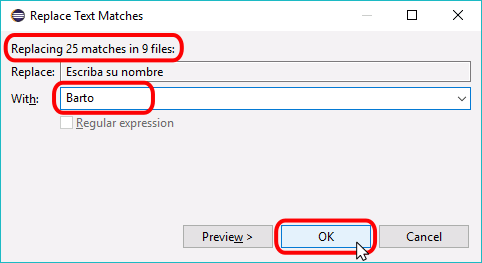 Replace Text Matches
Replacing 25 matches in 9 files:
Replace: Escriba su nombre
With: Barto
Regular expression
Preview > OK Cancel